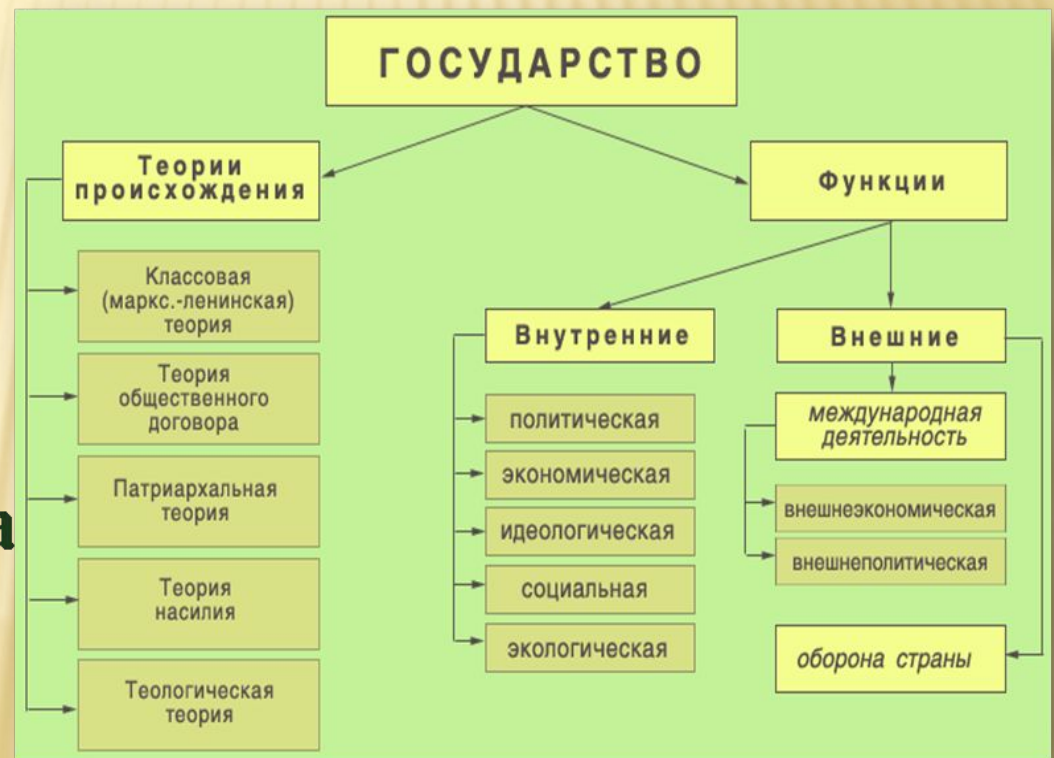 ГОСУДАРСТВО
Теории
происхождения
Классовая
(маркс.-ленинская)
теория
Теория
общественного
договора
Патриархальная
теория
Теория
насилия
Теологическая
теория
Функции
Внутренние
политическая
экономическая
идеологическая
социальная
экологическая
Внешние
международная
деятельность
внешнеэкономическая
внешнеполитическая
оборона страны
а